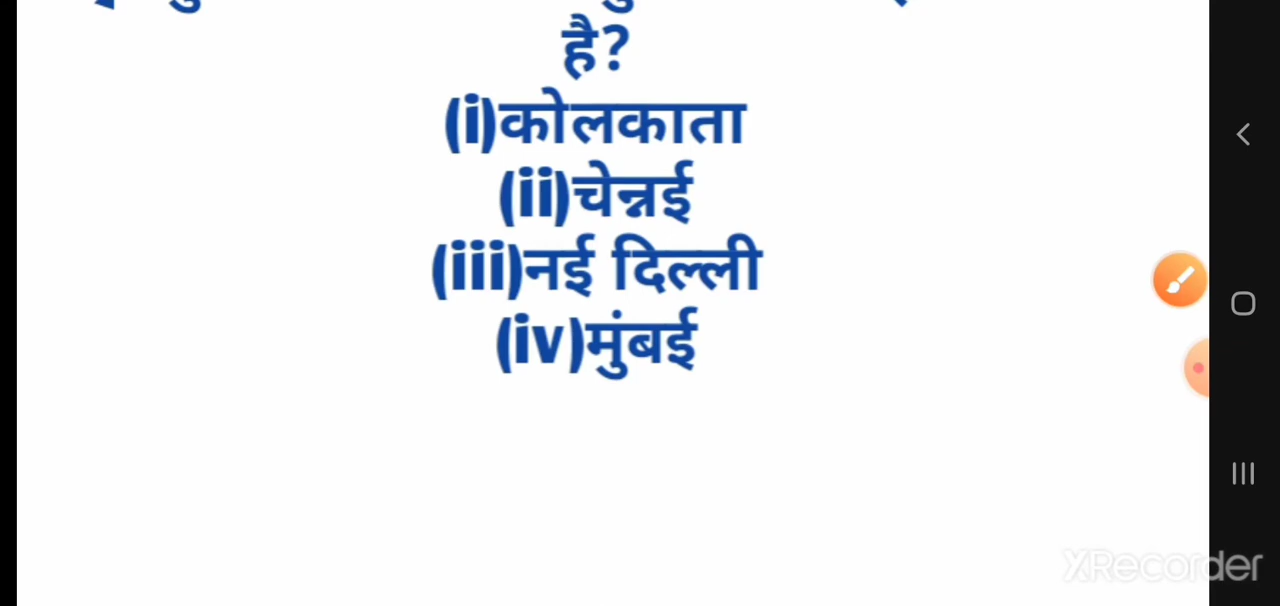 है?
(i)कोलकाता
(ii)चेन्नई
(iii)नई दिल्ली
(iv)मुंबई
XRecorder